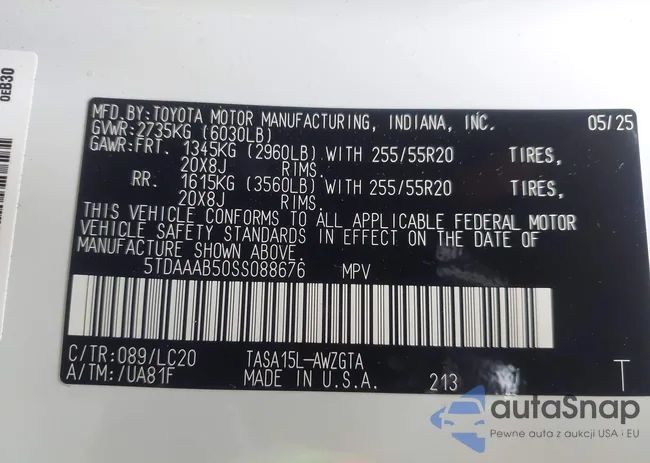 0EB30
MFD.BY:TOYOTA MOTOR MANUFACTURING, INDIANA, INC. 05/25
GVWR:2735KG (6030LB)
GAWR:FRT. 1345KG (2960LB) WITH 255/55R20 TIRES,
20X8J RIMS.
RR. 1615KG (3560LB) WITH 255/55R20 TIRES,
20X8J RIMS.
THIS VEHICLE CONFORMS TO ALL APPLICABLE FEDERAL MOTOR
VEHICLE SAFETY STANDARDS IN EFFECT ON THE DATE OF
MANUFACTURE SHOWN ABOVE.
5TDAAAB50SS088676 MPV
C/TR:089/LC20 TASA15L-AWZGTA
A/TM:/UA81F MADE IN U.S.A. 213 T
autaSnap
Pewne auta z aukcji USA i EU